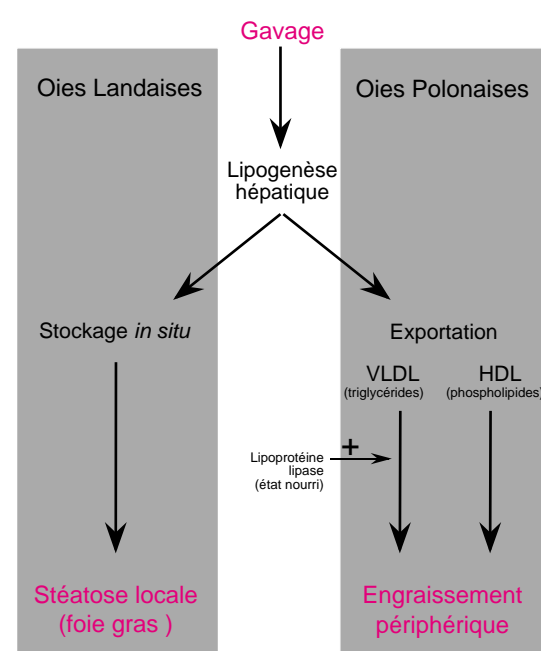 Gavage
Oies Landaises
Oies Polonaises
Lipogenèse
hépatique
Stockage in situ
Exportation
VLDL
(triglycérides)
HDL
(phospholipides)
+
Lipoprotéine
lipase
(état nourri)
Stéatose locale
(foie gras )
Engraissement
périphérique